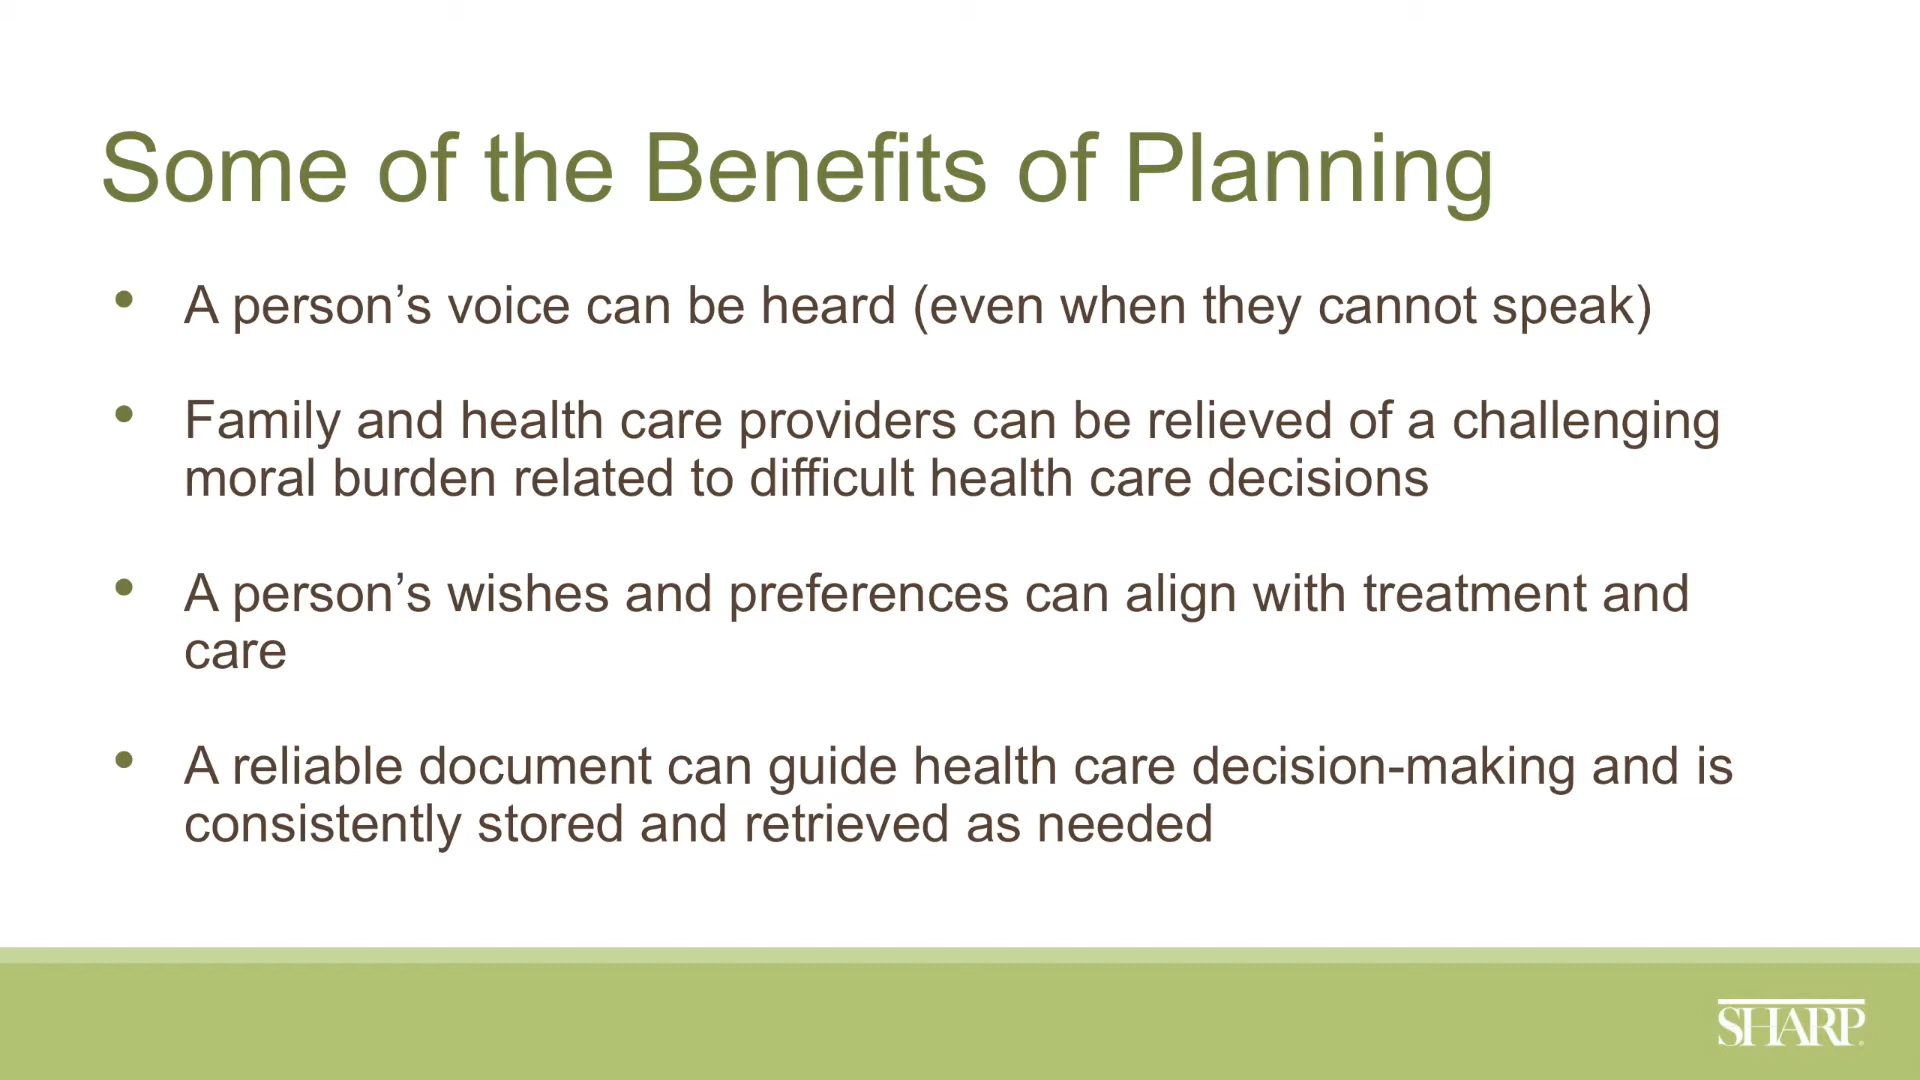 Some of the Benefits of Planning
• A person’s voice can be heard (even when they cannot speak)
• Family and health care providers can be relieved of a challenging
moral burden related to difficult health care decisions
• A person’s wishes and preferences can align with treatment and
care
• A reliable document can guide health care decision-making and is
consistently stored and retrieved as needed
SHARP®